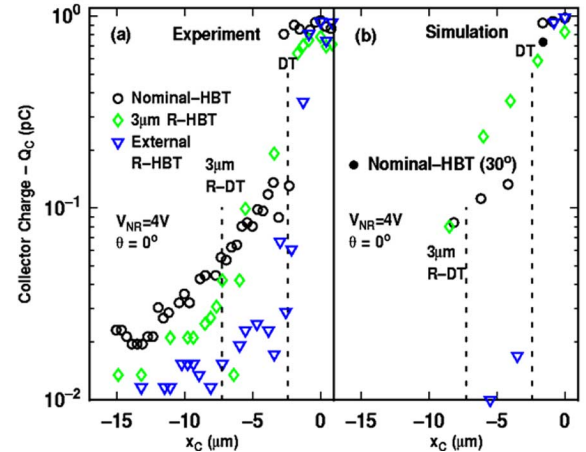 10⁰
(a) Experiment
(b) Simulation
DT
DT
Nominal–HBT
3μm R–HBT
External
R–HBT
3μm
R–DT
Nominal–HBT (30°)
Collector Charge – Q_C (pC)
10⁻¹
V_NR=4V
θ = 0°
V_NR=4V
θ = 0°
3μm
R–DT
10⁻²
−15 −10 −5 0 −10 −5 0
x_C (μm) x_C (μm)